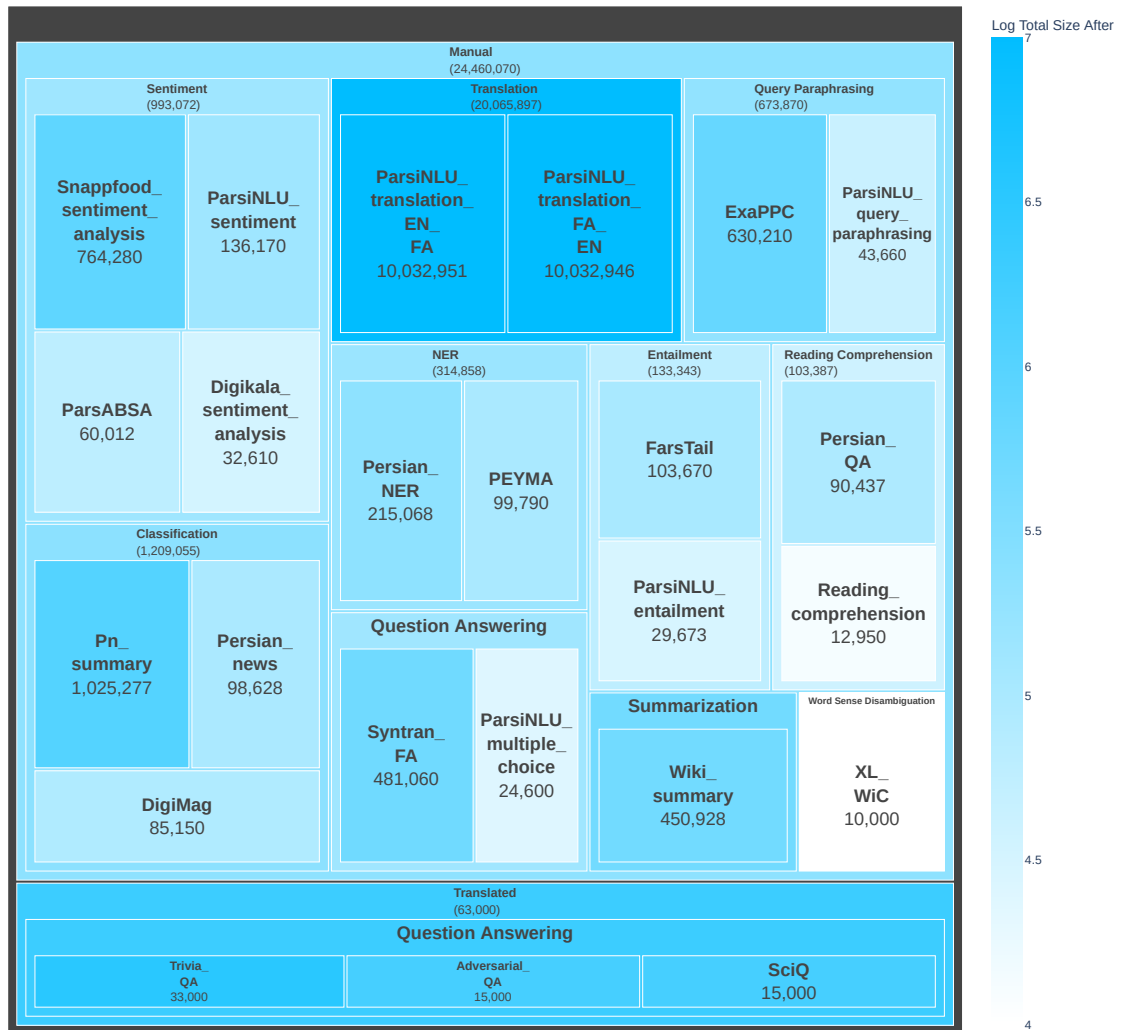 Log Total Size After
Manual
(24,460,070)
Sentiment
(993,072)
Snappfood_
sentiment_
analysis
764,280
ParsiNLU_
sentiment
136,170
ParsABSA
60,012
Digikala_
sentiment_
analysis
32,610
Translation
(20,065,897)
ParsiNLU_
translation_
EN_
FA
10,032,951
ParsiNLU_
translation_
FA_
EN
10,032,946
Query Paraphrasing
(673,870)
ExaPPC
630,210
ParsiNLU_
query_
paraphrasing
43,660
NER
(314,858)
Persian_
NER
215,068
PEYMA
99,790
Entailment
(133,343)
FarsTail
103,670
ParsiNLU_
entailment
29,673
Reading Comprehension
(103,387)
Persian_
QA
90,437
Reading_
comprehension
12,950
Classification
(1,209,055)
Pn_
summary
1,025,277
Persian_
news
98,628
DigiMag
85,150
Question Answering
Syntran_
FA
481,060
ParsiNLU_
multiple_
choice
24,600
Summarization
Wiki_
summary
450,928
Word Sense Disambiguation
XL_
WiC
10,000
Translated
(63,000)
Question Answering
Trivia_
QA
33,000
Adversarial_
QA
15,000
SciQ
15,000
7
6.5
6
5.5
5
4.5
4